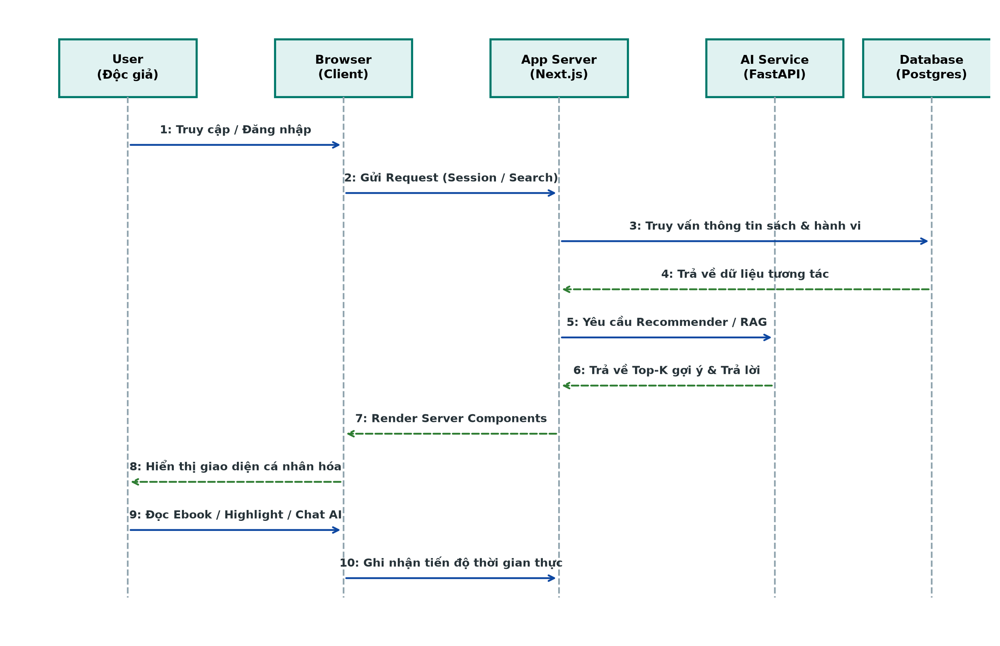 User
(Độc giả)
Browser
(Client)
App Server
(Next.js)
AI Service
(FastAPI)
Database
(Postgres)
1: Truy cập / Đăng nhập
2: Gửi Request (Session / Search)
3: Truy vấn thông tin sách & hành vi
4: Trả về dữ liệu tương tác
5: Yêu cầu Recommender / RAG
6: Trả về Top-K gợi ý & Trả lời
7: Render Server Components
8: Hiển thị giao diện cá nhân hóa
9: Đọc Ebook / Highlight / Chat AI
10: Ghi nhận tiến độ thời gian thực